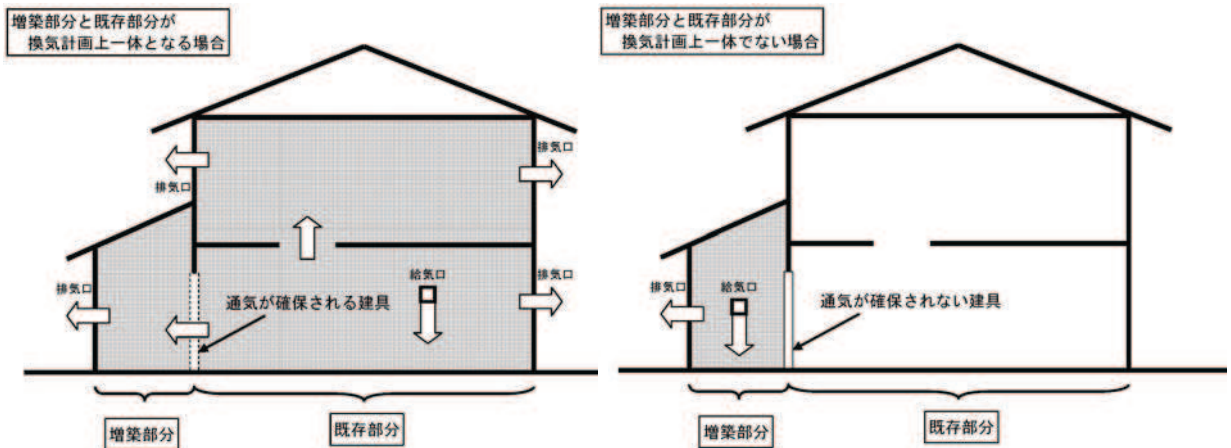 増築部分と既存部分が
換気計画上一体となる場合
排気口
排気口
排気口
給気口
排気口
通気が確保される建具
増築部分
既存部分
増築部分と既存部分が
換気計画上一体でない場合
排気口
給気口
通気が確保されない建具
増築部分
既存部分